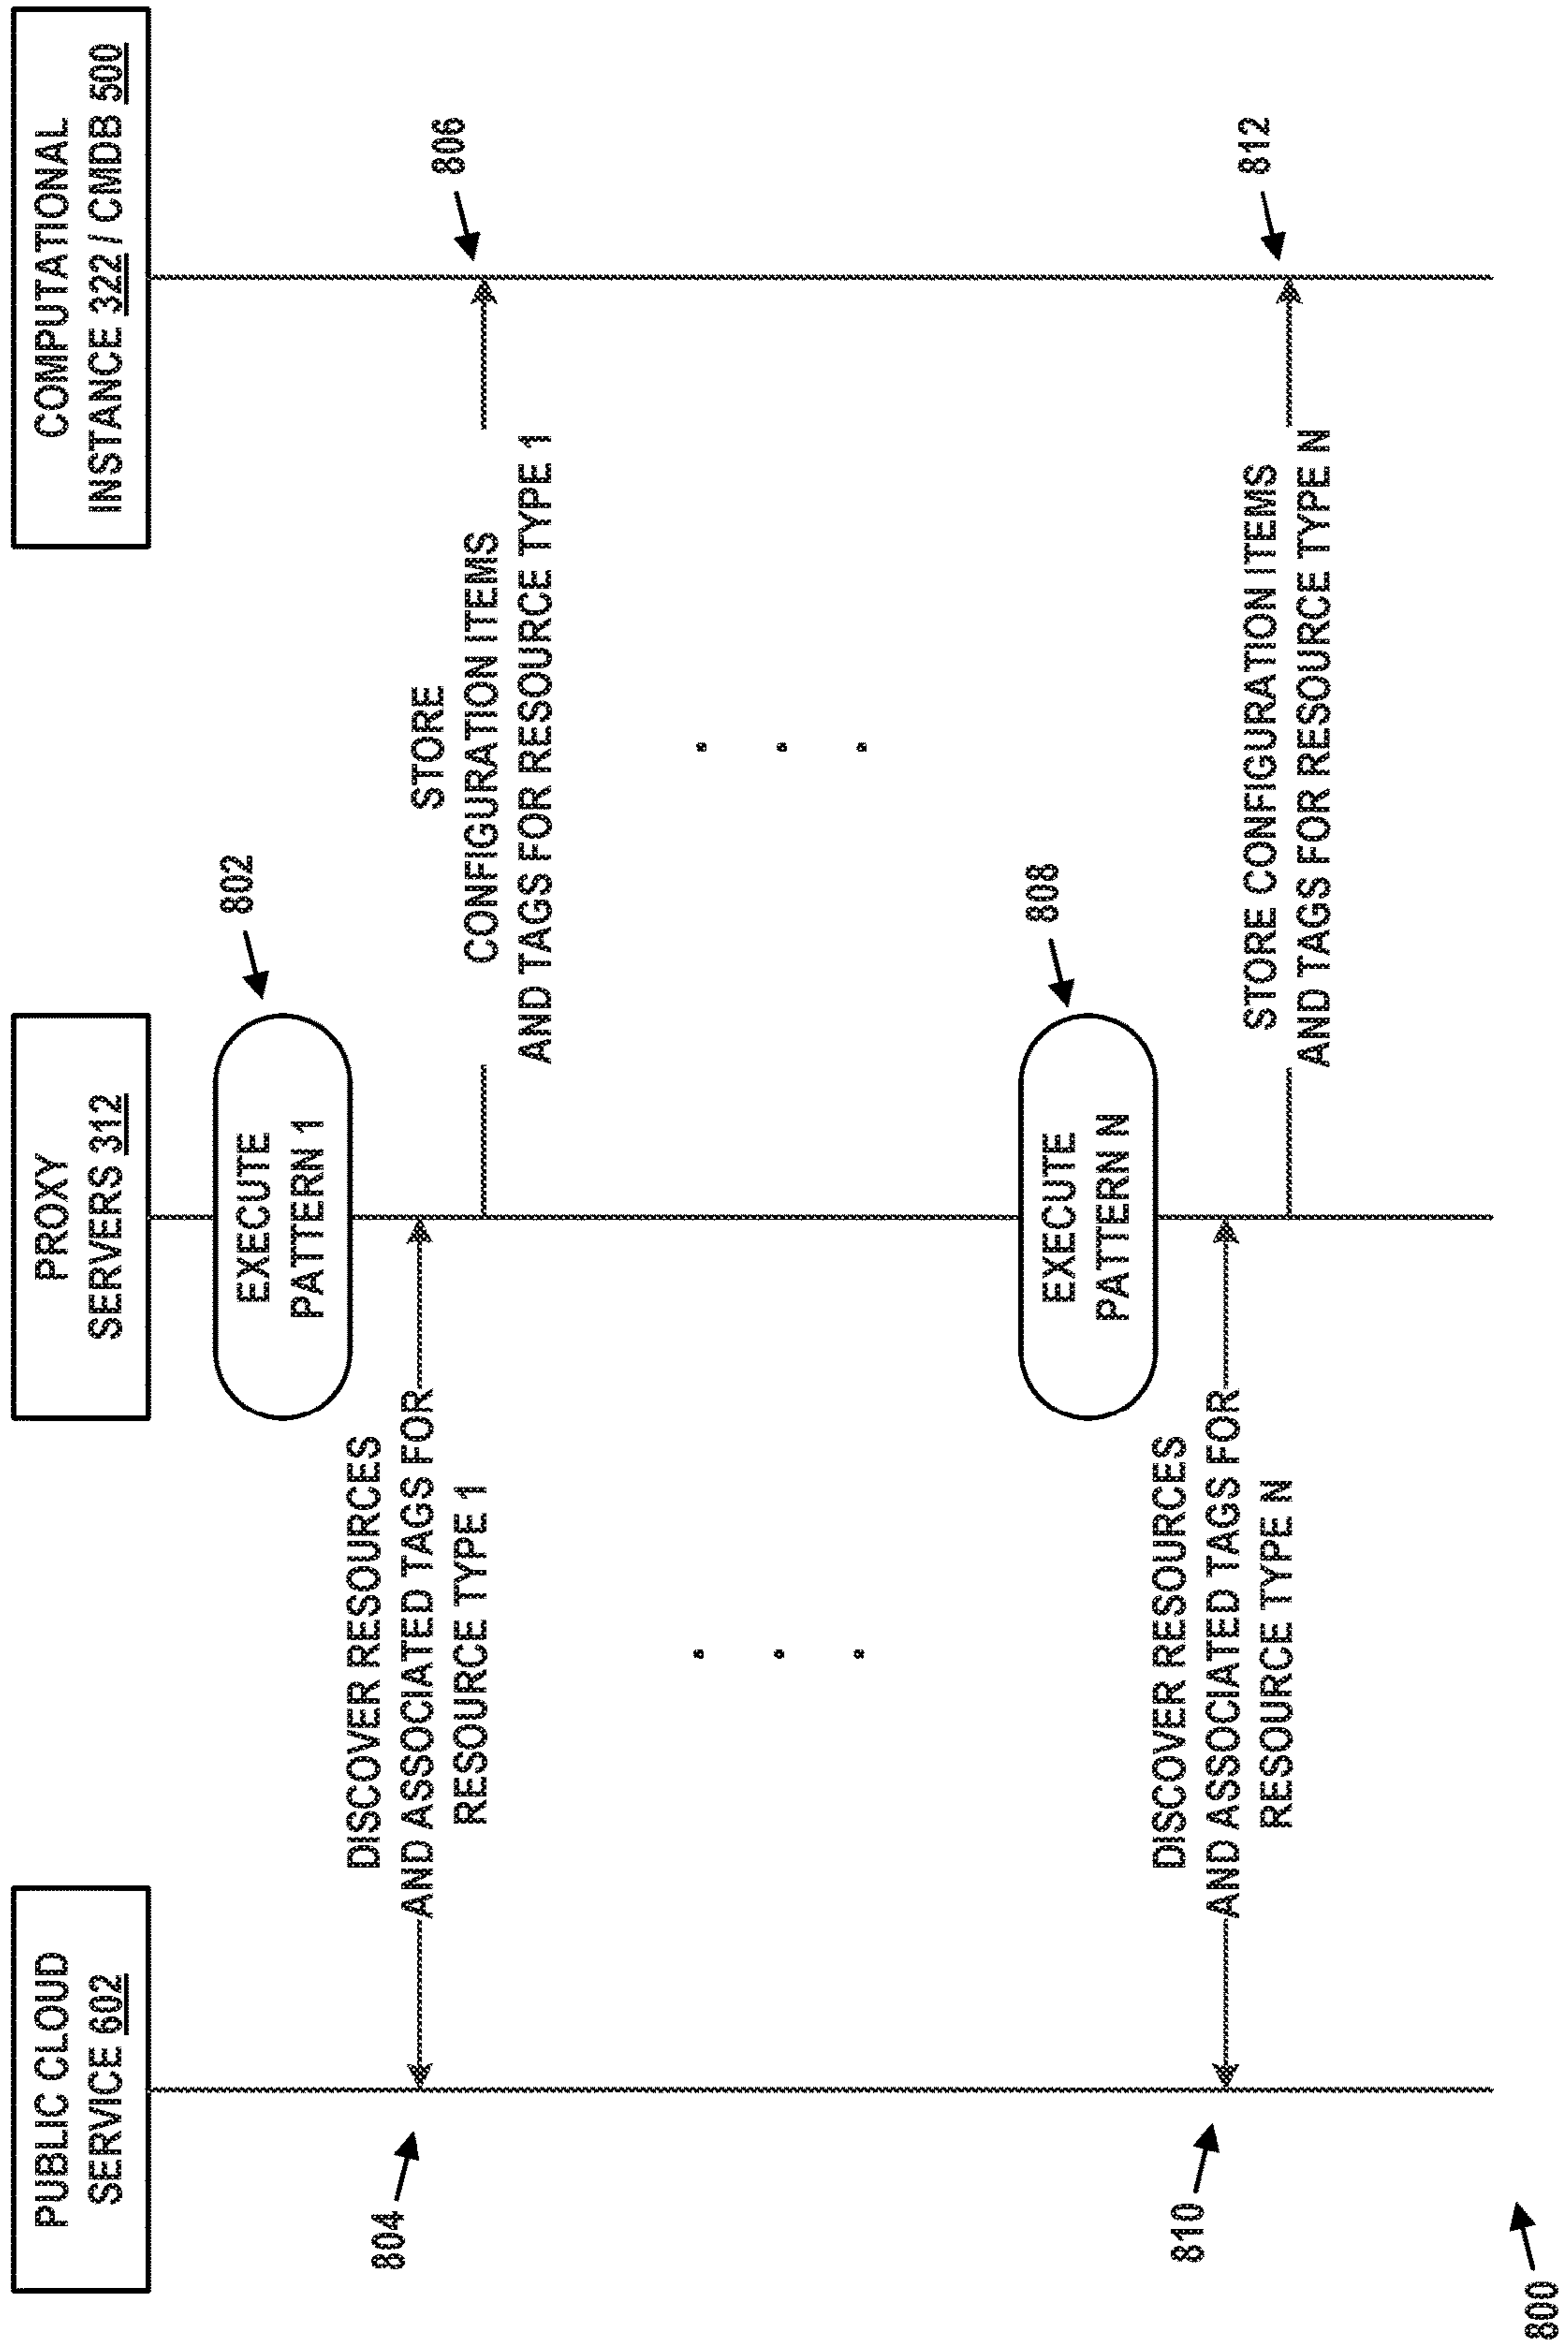 PUBLIC CLOUD
SERVICE 602
PROXY
SERVERS 312
COMPUTATIONAL
INSTANCE 322 / CMDB 500
802
EXECUTE
PATTERN 1
804
DISCOVER RESOURCES
AND ASSOCIATED TAGS FOR
RESOURCE TYPE 1
806
STORE
CONFIGURATION ITEMS
AND TAGS FOR RESOURCE TYPE 1
808
EXECUTE
PATTERN N
810
DISCOVER RESOURCES
AND ASSOCIATED TAGS FOR
RESOURCE TYPE N
812
STORE CONFIGURATION ITEMS
AND TAGS FOR RESOURCE TYPE N
800